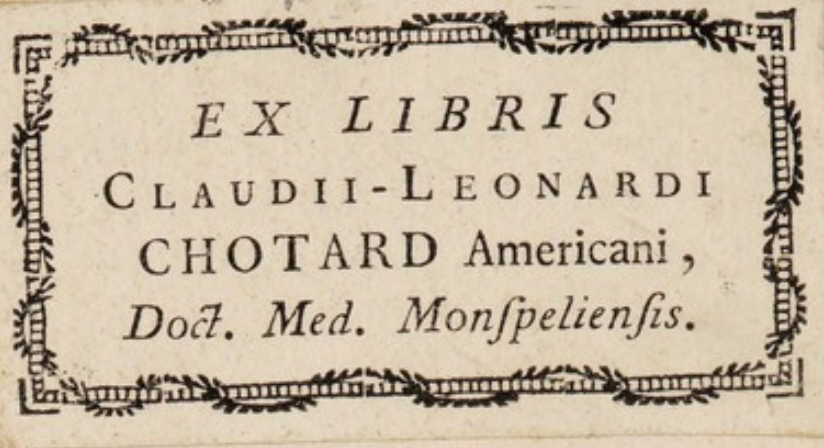 EX LIBRIS
CLAUDII-LEONARDI
CHOTARD Americani,
Doct. Med. Monſpelienſis.